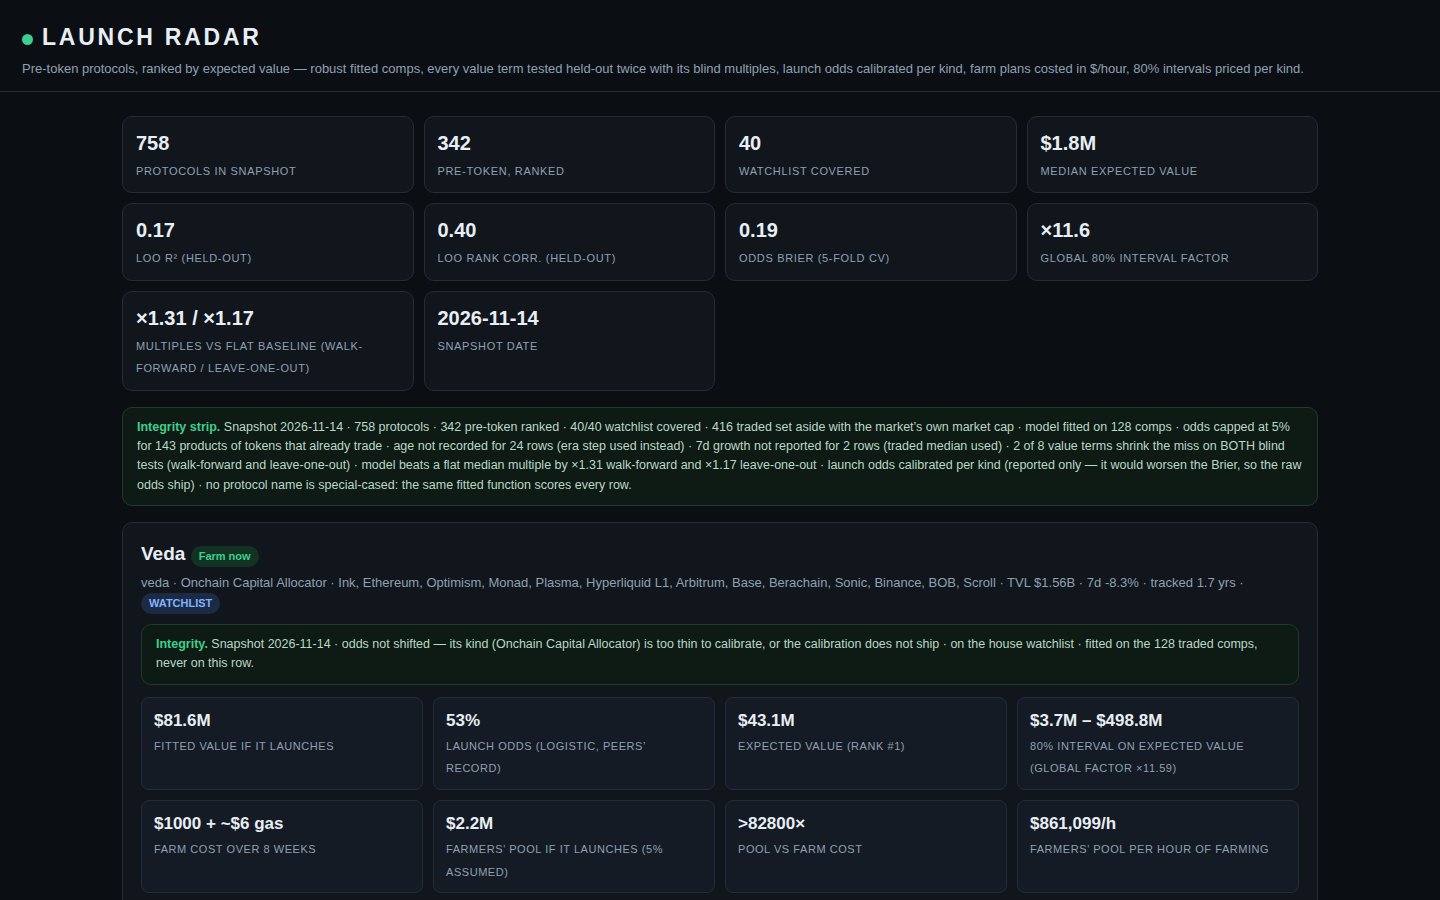 LAUNCH RADAR
Pre-token protocols, ranked by expected value — robust fitted comps, every value term tested held-out twice with its blind multiples, launch odds calibrated per kind, farm plans costed in $/hour, 80% intervals priced per kind.
758
PROTOCOLS IN SNAPSHOT
342
PRE-TOKEN, RANKED
40
WATCHLIST COVERED
$1.8M
MEDIAN EXPECTED VALUE
0.17
LOO R² (HELD-OUT)
0.40
LOO RANK CORR. (HELD-OUT)
0.19
ODDS BRIER (5-FOLD CV)
×11.6
GLOBAL 80% INTERVAL FACTOR
×1.31 / ×1.17
MULTIPLES VS FLAT BASELINE (WALK-
FORWARD / LEAVE-ONE-OUT)
2026-11-14
SNAPSHOT DATE
Integrity strip. Snapshot 2026-11-14 · 758 protocols · 342 pre-token ranked · 40/40 watchlist covered · 416 traded set aside with the market’s own market cap · model fitted on 128 comps · odds capped at 5%
for 143 products of tokens that already trade · age not recorded for 24 rows (era step used instead) · 7d growth not reported for 2 rows (traded median used) · 2 of 8 value terms shrink the miss on BOTH blind
tests (walk-forward and leave-one-out) · model beats a flat median multiple by ×1.31 walk-forward and ×1.17 leave-one-out · launch odds calibrated per kind (reported only — it would worsen the Brier, so the raw
odds ship) · no protocol name is special-cased: the same fitted function scores every row.
Veda Farm now
veda · Onchain Capital Allocator · Ink, Ethereum, Optimism, Monad, Plasma, Hyperliquid L1, Arbitrum, Base, Berachain, Sonic, Binance, BOB, Scroll · TVL $1.56B · 7d -8.3% · tracked 1.7 yrs ·
WATCHLIST
Integrity. Snapshot 2026-11-14 · odds not shifted — its kind (Onchain Capital Allocator) is too thin to calibrate, or the calibration does not ship · on the house watchlist · fitted on the 128 traded comps,
never on this row.
$81.6M
FITTED VALUE IF IT LAUNCHES
53%
LAUNCH ODDS (LOGISTIC, PEERS’
RECORD)
$43.1M
EXPECTED VALUE (RANK #1)
$3.7M – $498.8M
80% INTERVAL ON EXPECTED VALUE
(GLOBAL FACTOR ×11.59)
$1000 + ~$6 gas
FARM COST OVER 8 WEEKS
$2.2M
FARMERS’ POOL IF IT LAUNCHES (5%
ASSUMED)
>82800×
POOL VS FARM COST
$861,099/h
FARMERS’ POOL PER HOUR OF FARMING